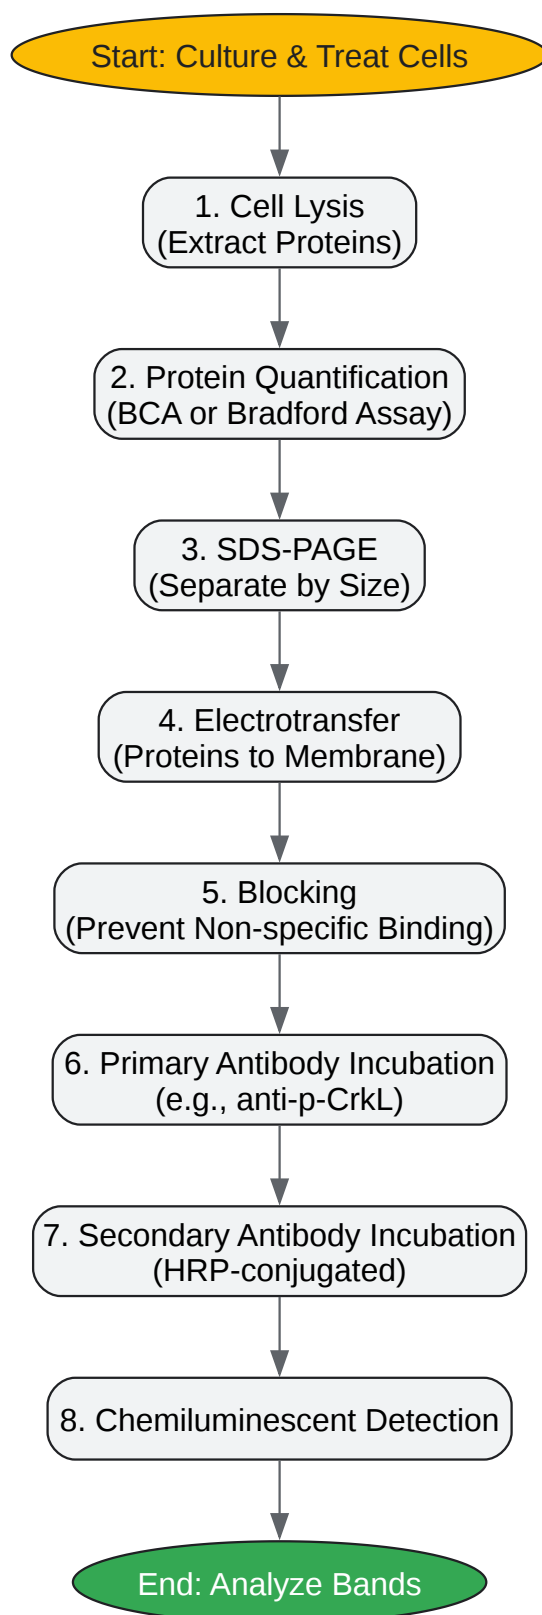 Start: Culture & Treat Cells
1. Cell Lysis
(Extract Proteins)
2. Protein Quantification
(BCA or Bradford Assay)
3. SDS-PAGE
(Separate by Size)
4. Electrotransfer
(Proteins to Membrane)
5. Blocking
(Prevent Non-specific Binding)
6. Primary Antibody Incubation
(e.g., anti-p-CrkL)
7. Secondary Antibody Incubation
(HRP-conjugated)
8. Chemiluminescent Detection
End: Analyze Bands